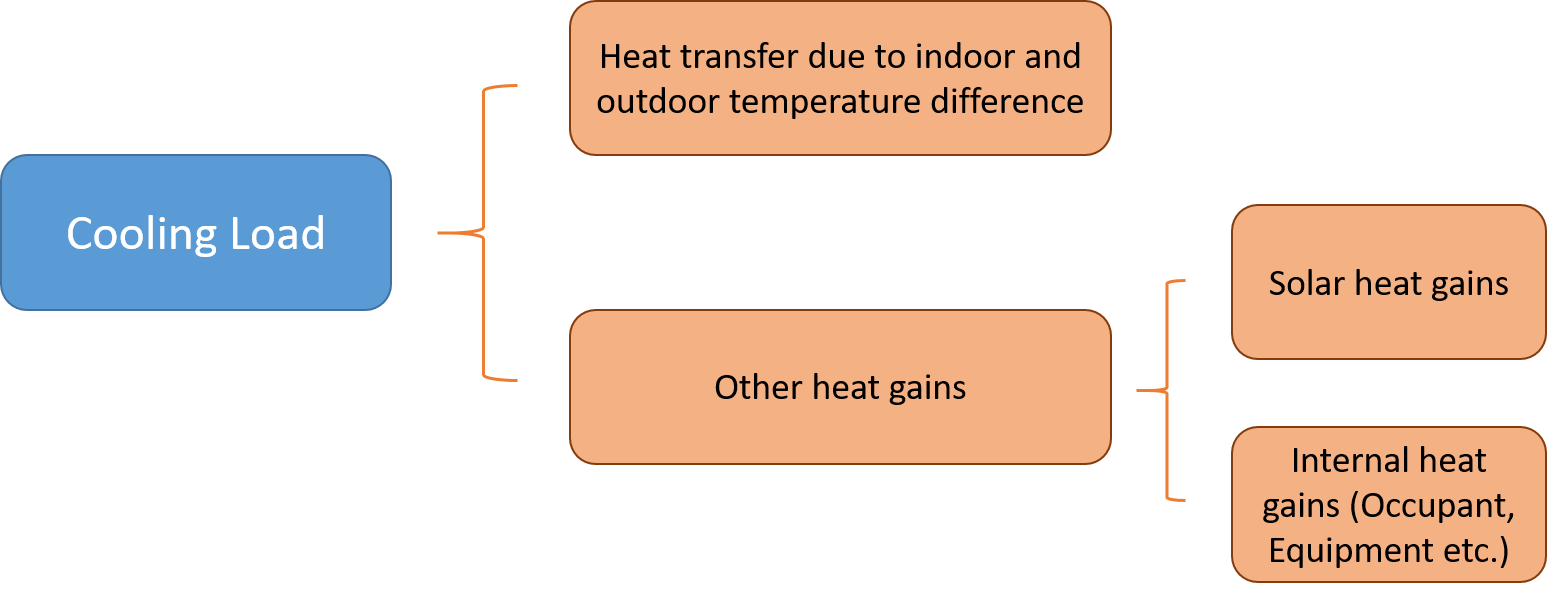 Heat transfer due to indoor and
outdoor temperature difference
Cooling Load
Other heat gains
Solar heat gains
Internal heat
gains (Occupant,
Equipment etc.)